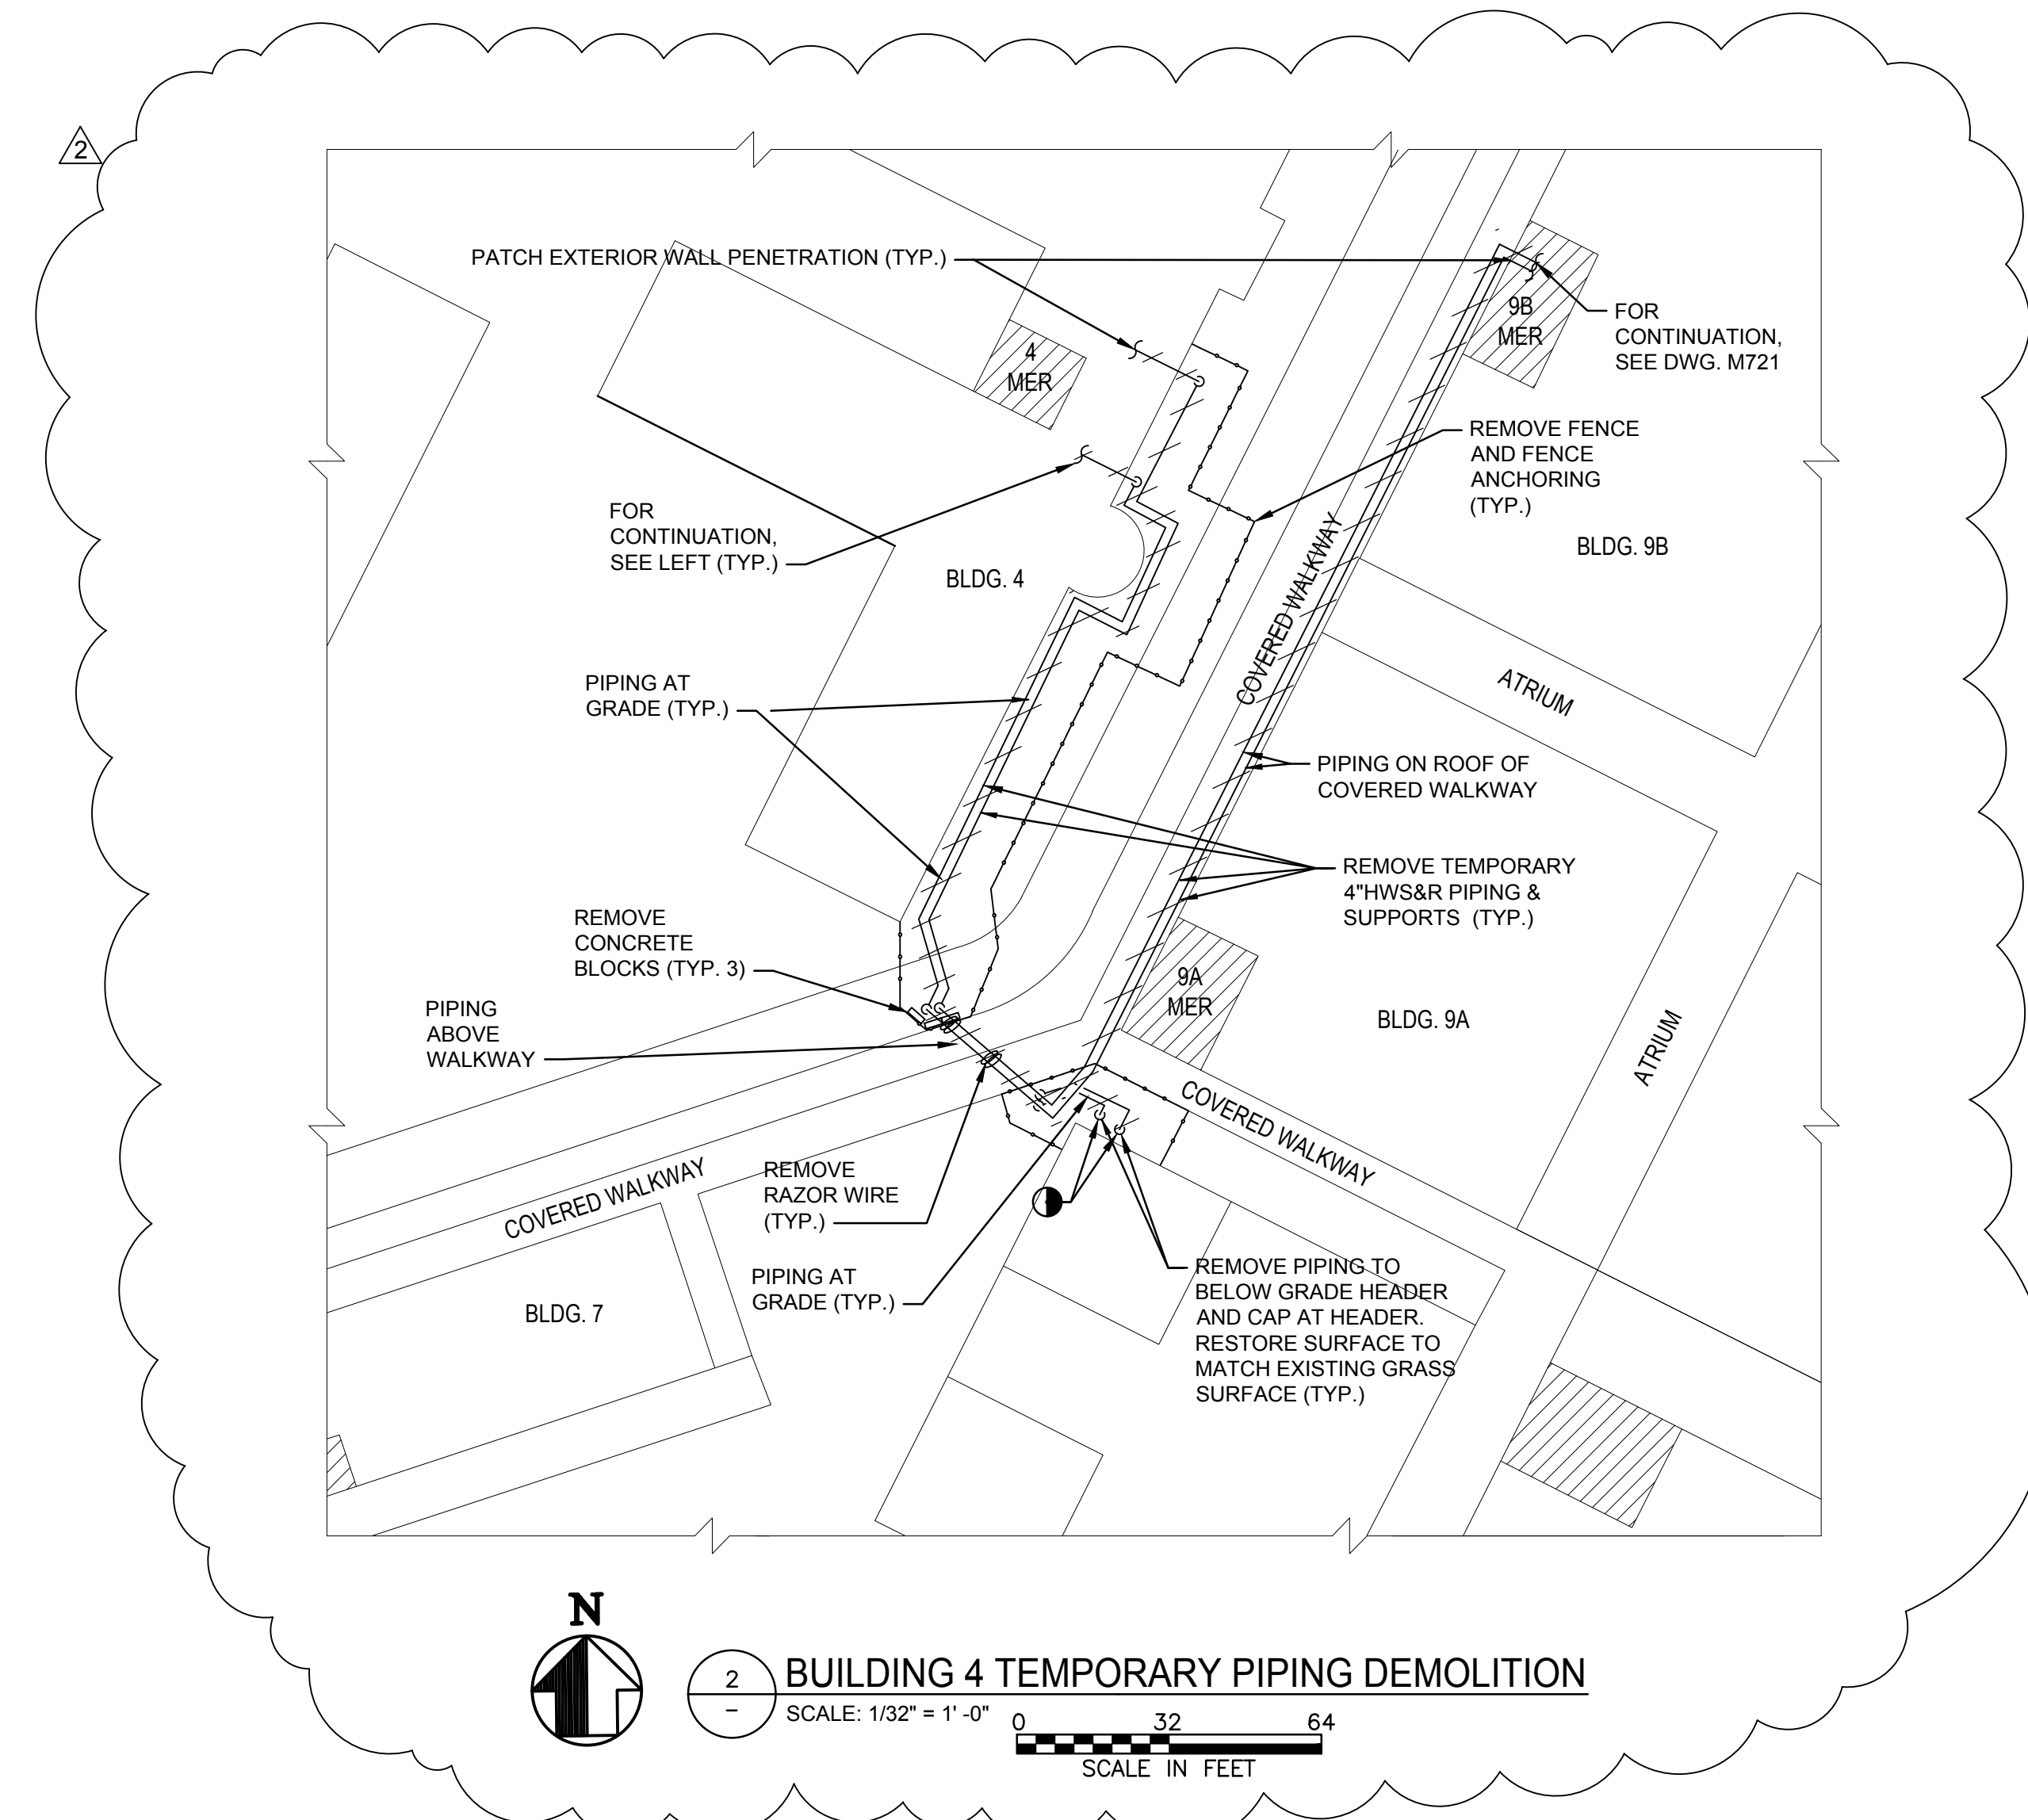 2
PATCH EXTERIOR WALL PENETRATION (TYP.)
9B
MER
FOR
CONTINUATION,
SEE DWG. M721
4
MER
REMOVE FENCE
AND FENCE
ANCHORING
(TYP.)
FOR
CONTINUATION,
SEE LEFT (TYP.)
BLDG. 4
BLDG. 9B
COVERED WALKWAY
ATRIUM
PIPING AT
GRADE (TYP.)
PIPING ON ROOF OF
COVERED WALKWAY
REMOVE TEMPORARY
4"HWS&R PIPING &
SUPPORTS (TYP.)
REMOVE
CONCRETE
BLOCKS (TYP. 3)
9A
MER
BLDG. 9A
ATRIUM
PIPING
ABOVE
WALKWAY
COVERED WALKWAY
COVERED WALKWAY
REMOVE
RAZOR WIRE
(TYP.)
PIPING AT
GRADE (TYP.)
REMOVE PIPING TO
BELOW GRADE HEADER
AND CAP AT HEADER.
RESTORE SURFACE TO
MATCH EXISTING GRASS
SURFACE (TYP.)
BLDG. 7
N
2
–
BUILDING 4 TEMPORARY PIPING DEMOLITION
SCALE: 1/32" = 1' -0"
0 32 64
SCALE IN FEET